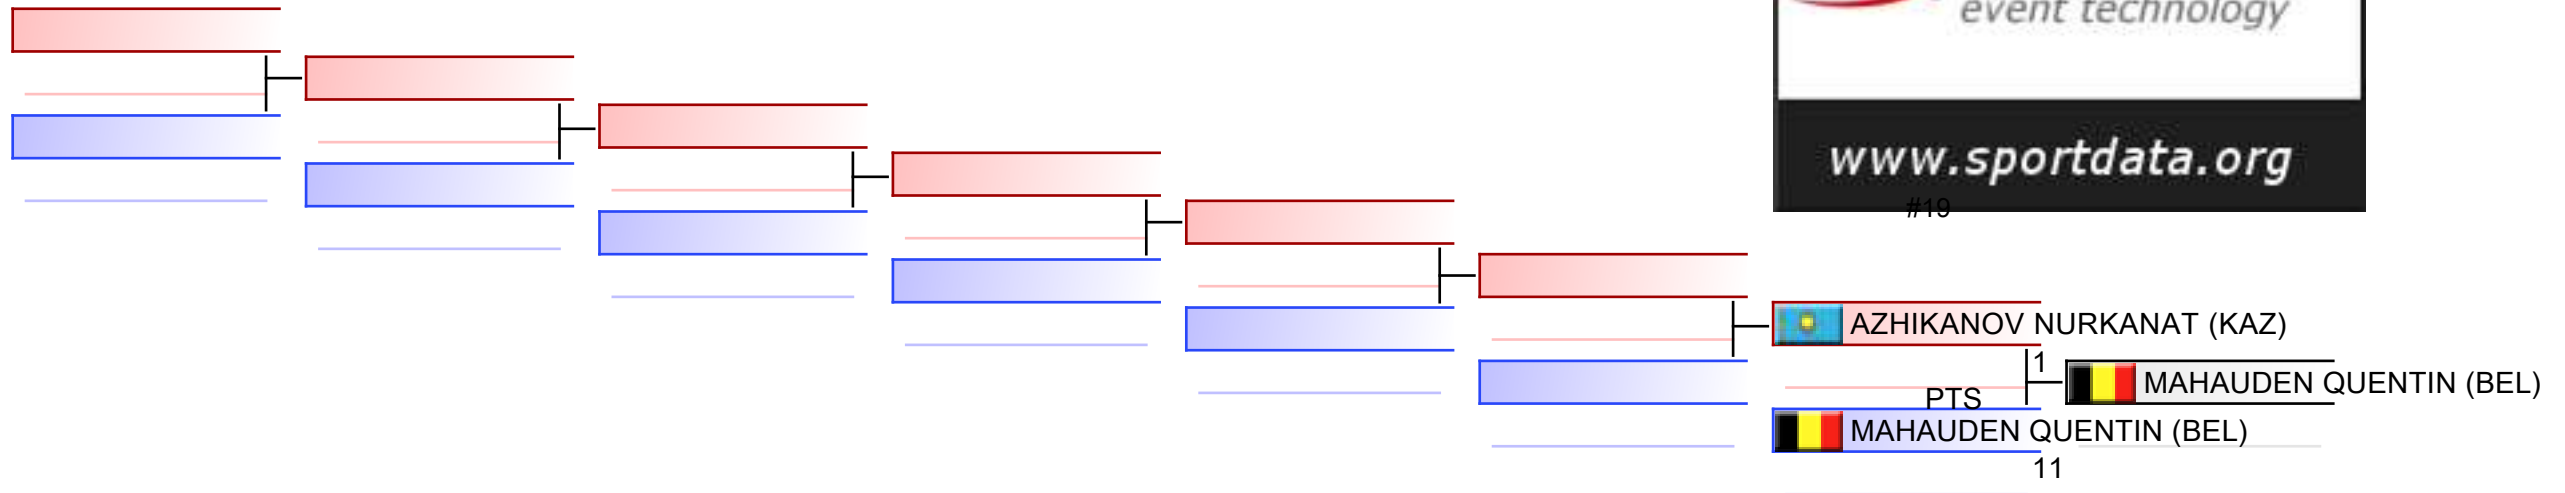 event technology
www.sportdata.org
#19
AZHIKANOV NURKANAT (KAZ)
1
MAHAUDEN QUENTIN (BEL)
PTS
MAHAUDEN QUENTIN (BEL)
11